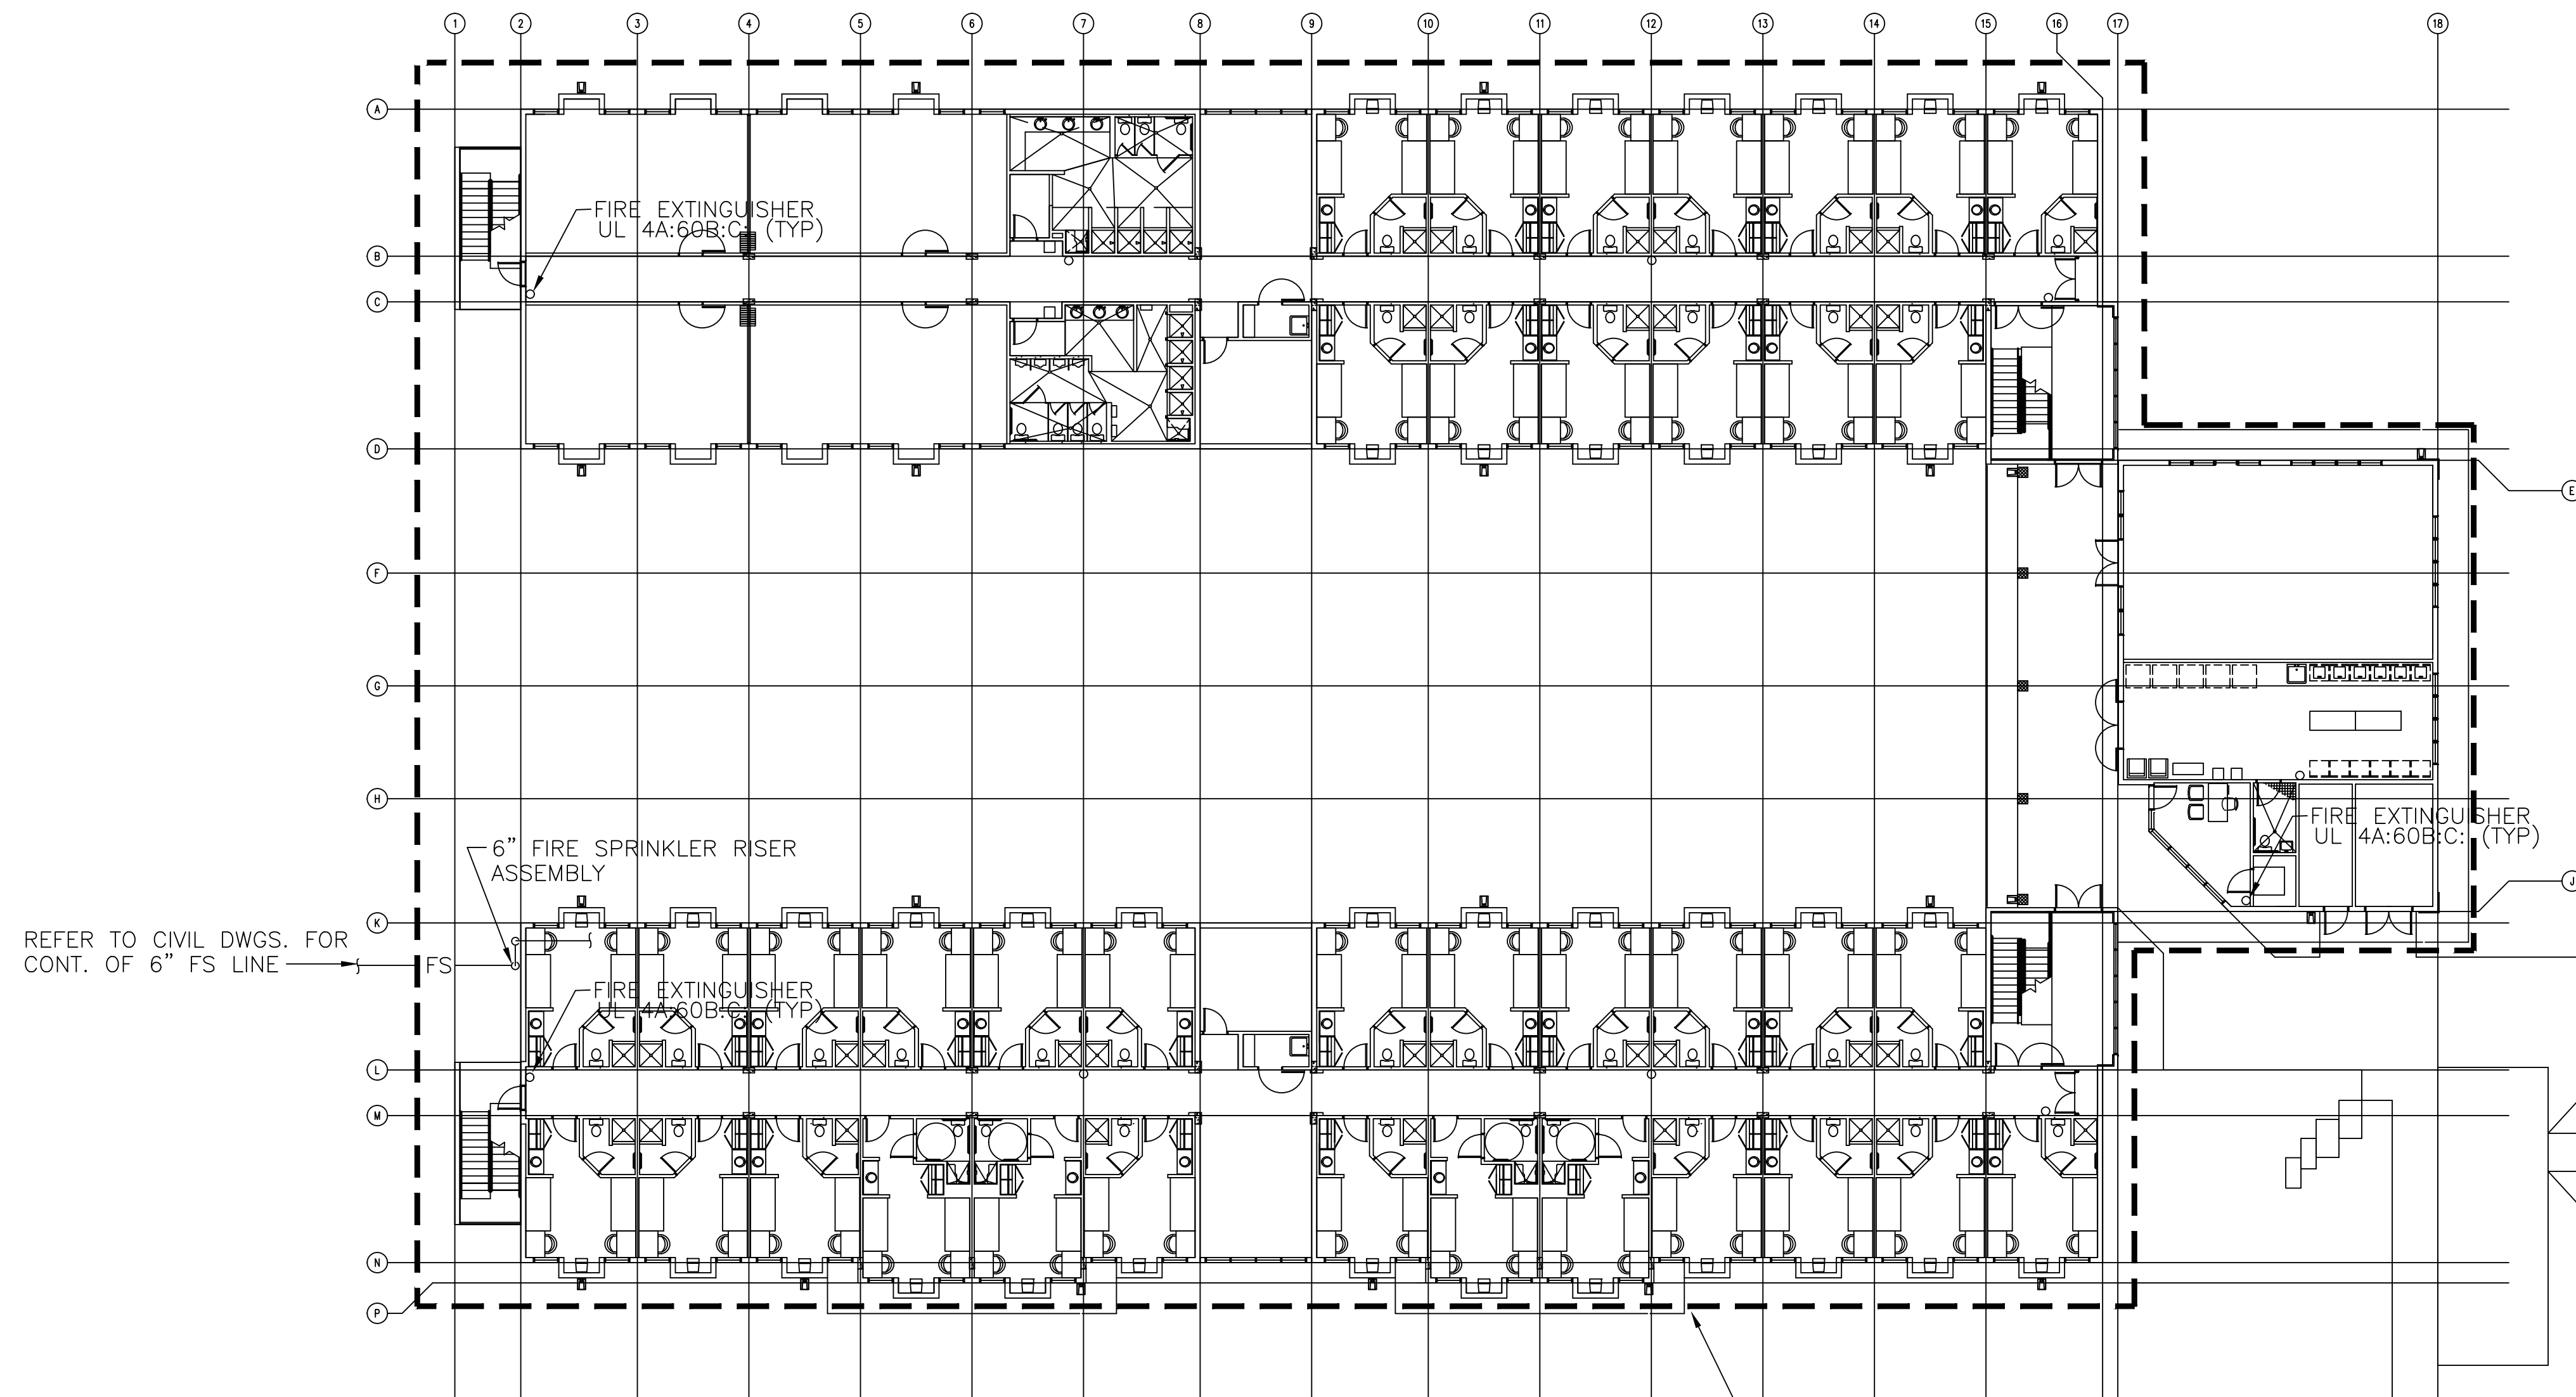 1 2 3 4 5 6 7 8 9 10 11 12 13 14 15 16 17 18
A
FIRE EXTINGUISHER
UL 4A:60B:C: (TYP)
B
C
D
E
F
G
H
FIRE EXTINGUISHER
UL 4A:60B:C: (TYP)
6" FIRE SPRINKLER RISER
ASSEMBLY
J
K
REFER TO CIVIL DWGS. FOR
CONT. OF 6" FS LINE
FS
FIRE EXTINGUISHER
UL 4A:60B:C: (TYP)
L
M
N
P